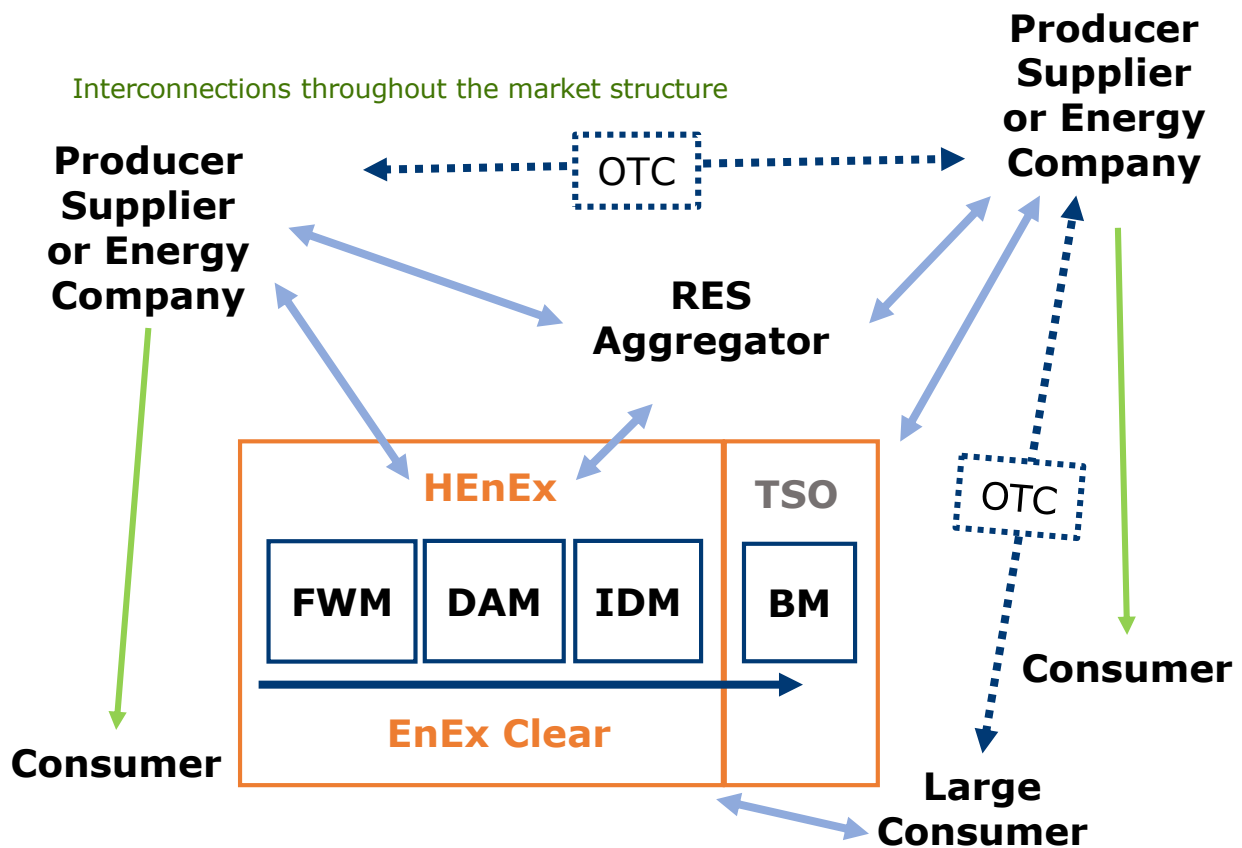 Interconnections throughout the market structure
Producer
Supplier
or Energy
Company
OTC
Producer
Supplier
or Energy
Company
RES
Aggregator
HEnEx
TSO
FWM
DAM
IDM
BM
EnEx Clear
OTC
Consumer
Consumer
Large
Consumer